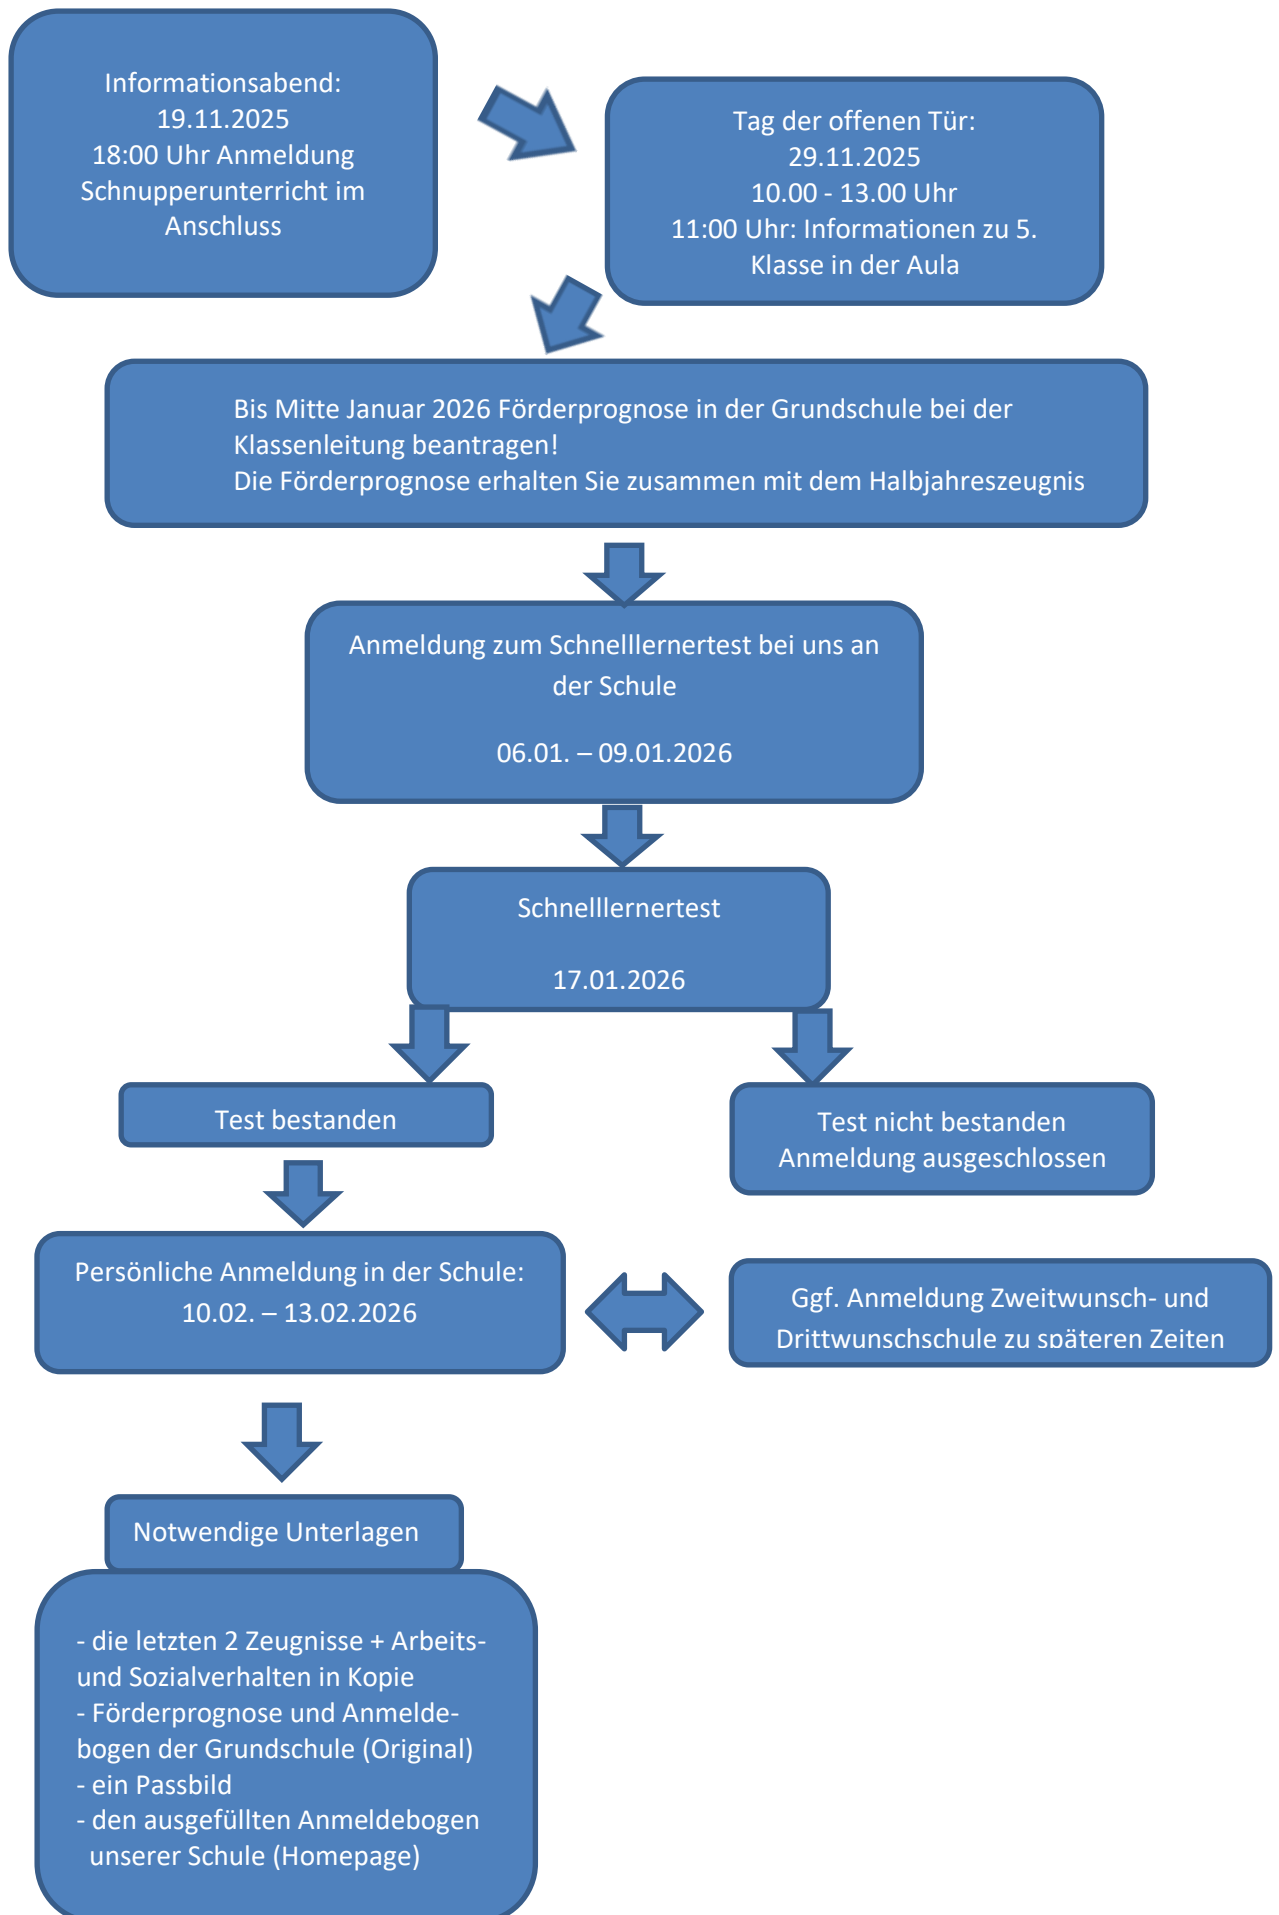 Informationsabend:
19.11.2025
18:00 Uhr Anmeldung
Schnupperunterricht im
Anschluss
Tag der offenen Tür:
29.11.2025
10.00 - 13.00 Uhr
11:00 Uhr: Informationen zu 5.
Klasse in der Aula
Bis Mitte Januar 2026 Förderprognose in der Grundschule bei der
Klassenleitung beantragen!
Die Förderprognose erhalten Sie zusammen mit dem Halbjahreszeugnis
Anmeldung zum Schnelllernertest bei uns an
der Schule
06.01. – 09.01.2026
Schnelllernertest
17.01.2026
Test bestanden
Test nicht bestanden
Anmeldung ausgeschlossen
Persönliche Anmeldung in der Schule:
10.02. – 13.02.2026
Ggf. Anmeldung Zweitwunsch- und
Drittwunschschule zu späteren Zeiten
Notwendige Unterlagen
- die letzten 2 Zeugnisse + Arbeits-
und Sozialverhalten in Kopie
- Förderprognose und Anmelde-
bogen der Grundschule (Original)
- ein Passbild
- den ausgefüllten Anmeldebogen
unserer Schule (Homepage)